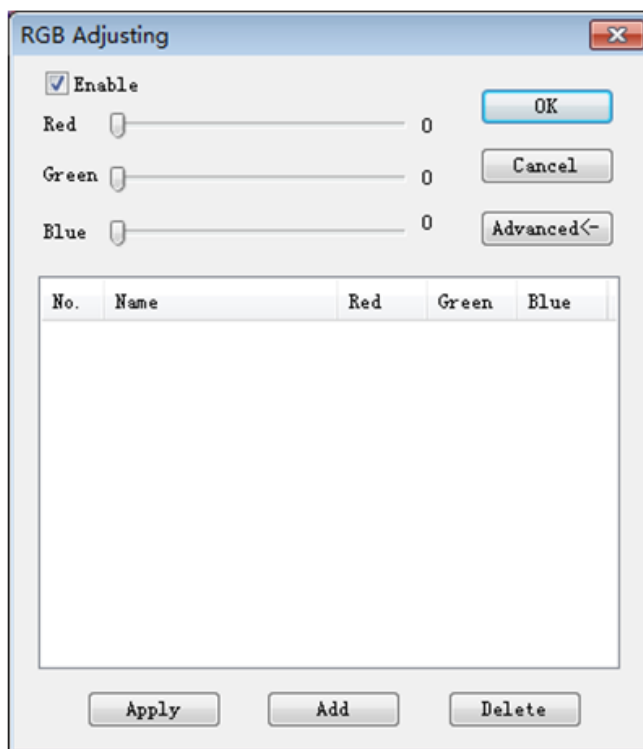 RGB Adjusting
Enable
OK
Red 0
Cancel
Green 0
Advanced<-
Blue 0
No. Name Red Green Blue
Apply Add Delete